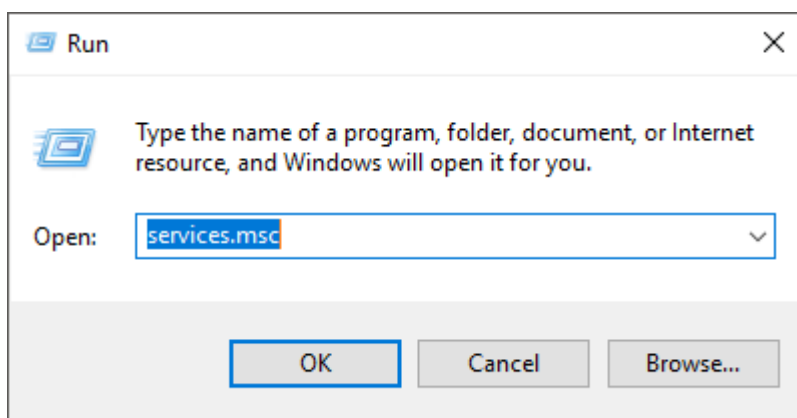 Run
Type the name of a program, folder, document, or Internet
resource, and Windows will open it for you.
Open: services.msc
OK Cancel Browse...